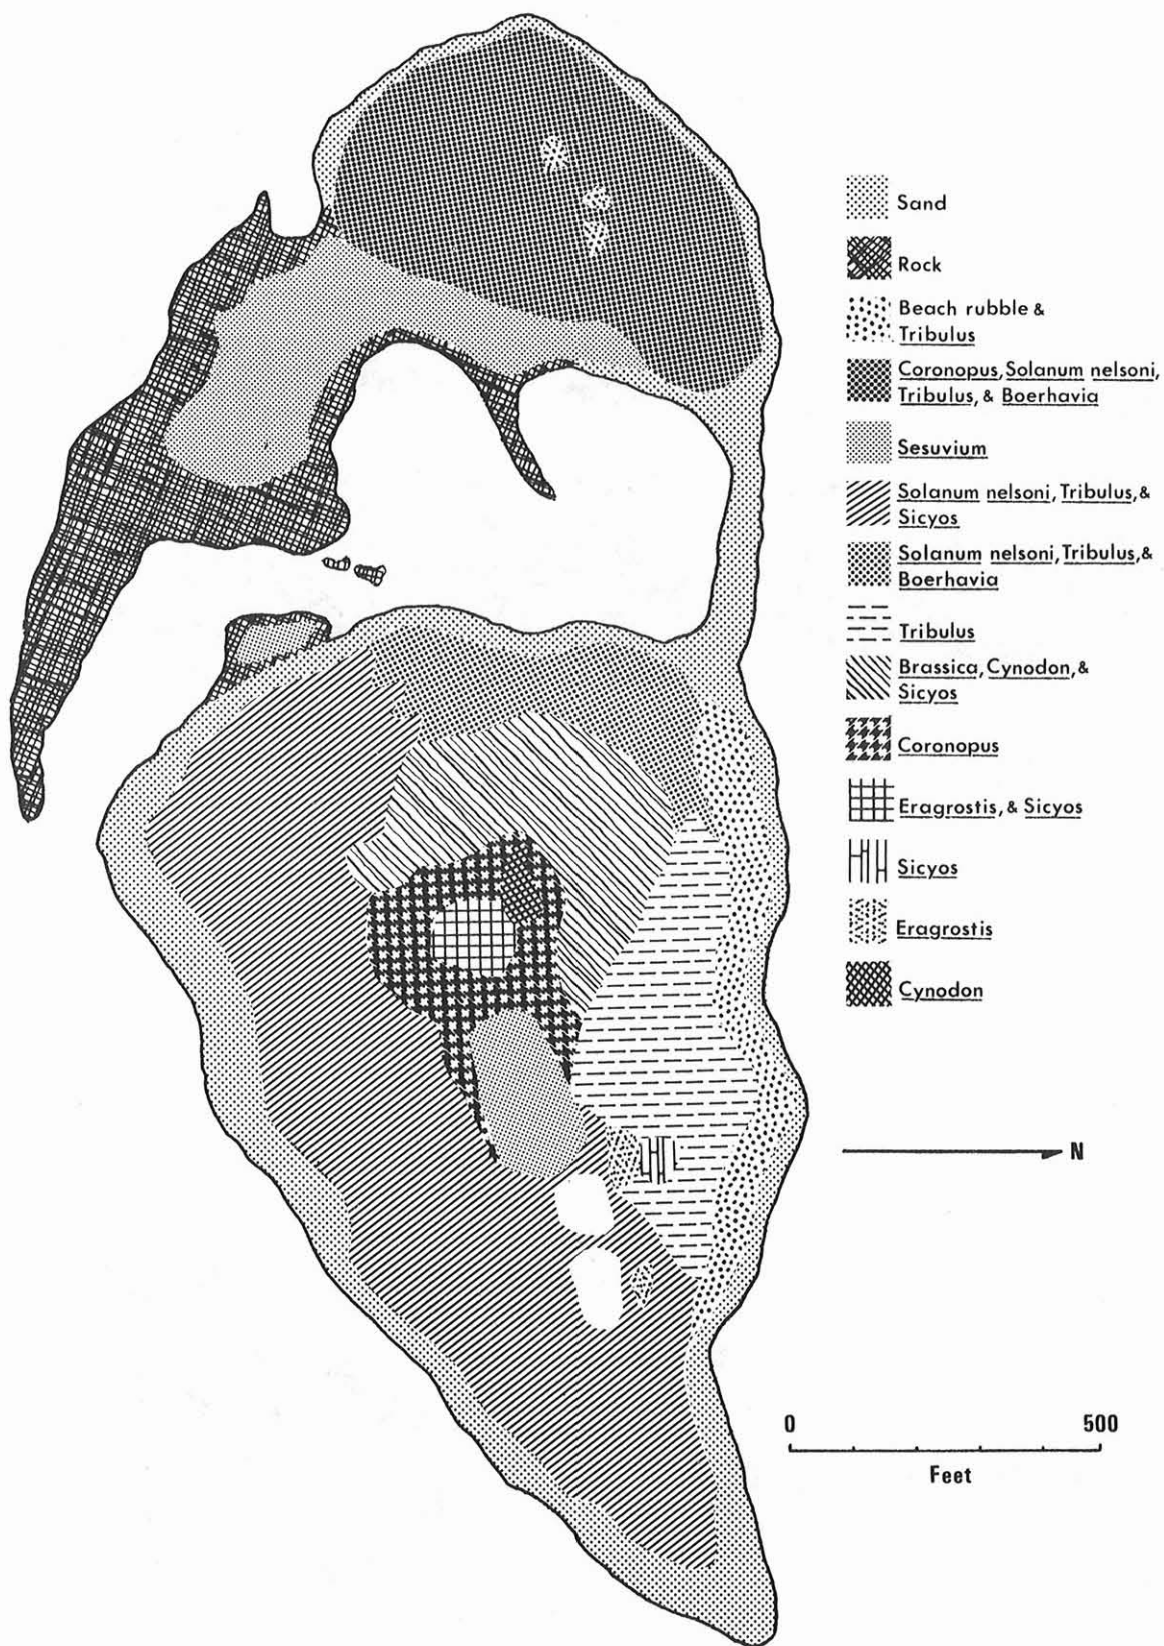 Sand
Rock
Beach rubble &
Tribulus
Coronopus, Solanum nelsoni,
Tribulus, & Boerhavia
Sesuvium
Solanum nelsoni, Tribulus, &
Sicyos
Solanum nelsoni, Tribulus, &
Boerhavia
Tribulus
Brassica, Cynodon, &
Sicyos
Coronopus
Eragrostis, & Sicyos
Sicyos
Eragrostis
Cynodon
N
0 500
Feet